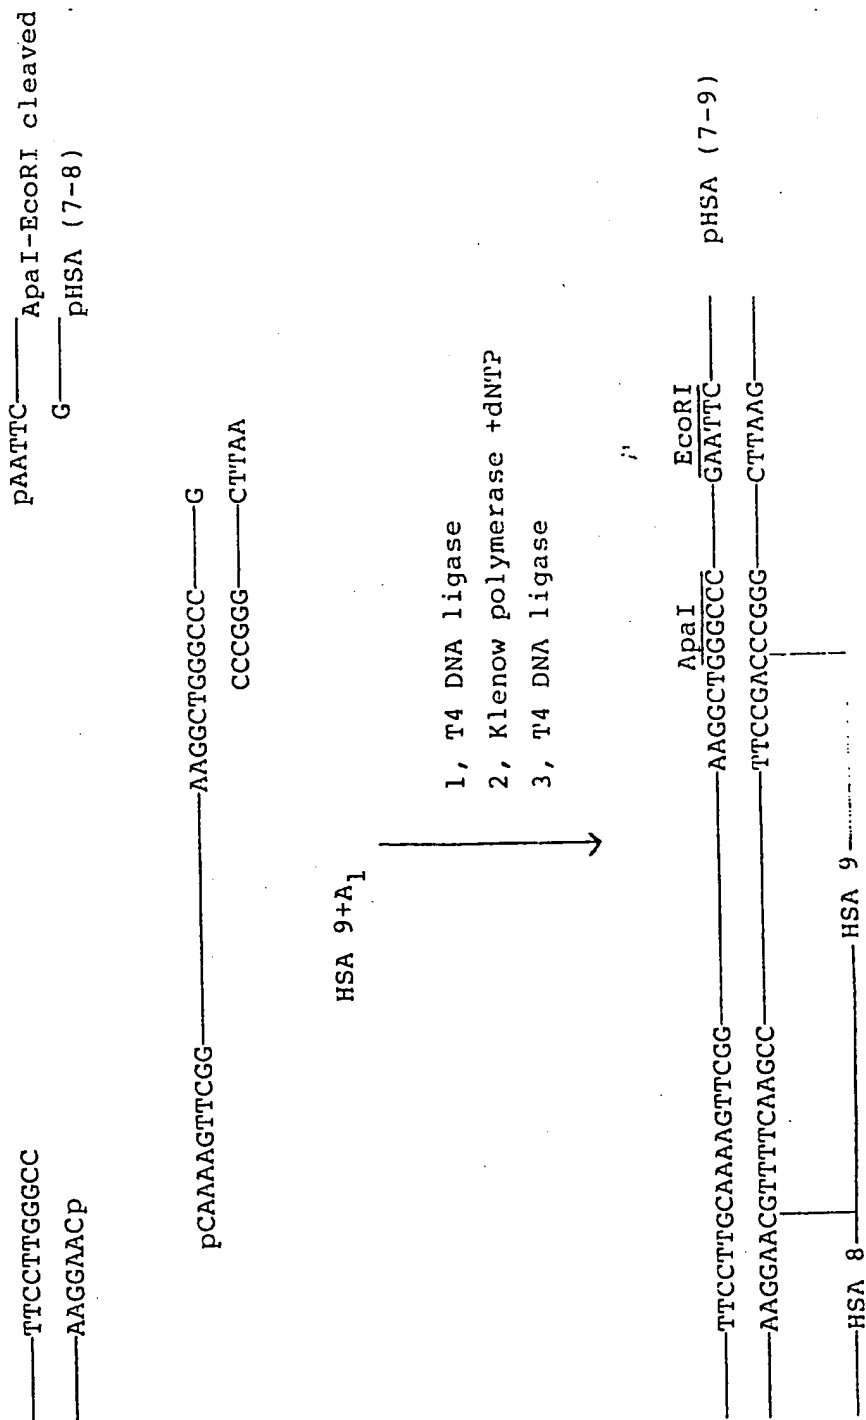 TTCCTTGGGCC pAATTC
ApaI-EcoRI cleaved
AAGGAACp G pHSA (7-8)
pCAAAAGTTCGG AAGGCTGGGCCC G
CCCGGG CTTAA
HSA 9+A1
1, T4 DNA ligase
2, Klenow polymerase +dNTP
3, T4 DNA ligase
ApaI EcoRI
TTCCTTGCAAAAGTTCGG AAGGCTGGGCCC GAATTC
pHSA (7-9)
AAGGAACGTTTTCAAGCC TTCCGACCCGGG CTTAAG
HSA 8 HSA 9